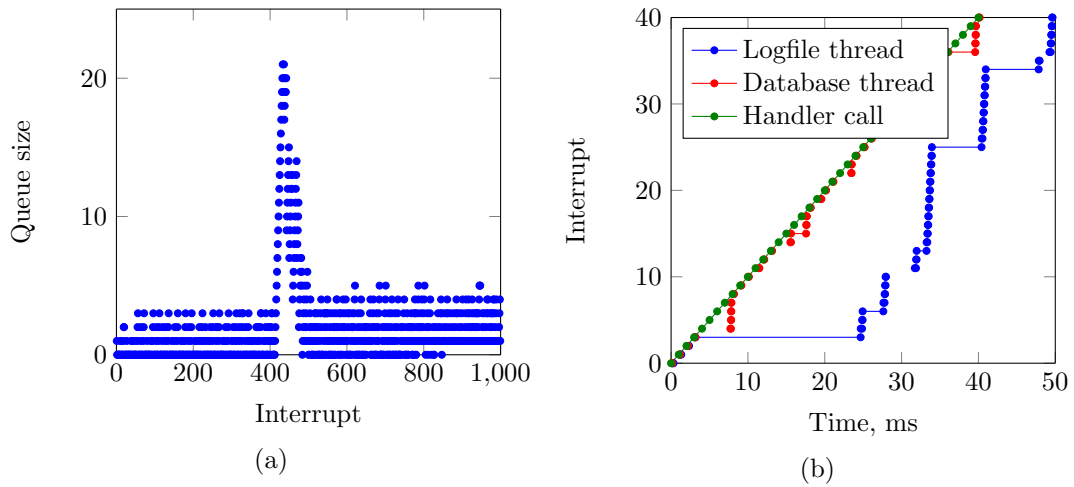 Queue size
20
10
0
0
200
400
600
800
1,000
Interrupt
(a)
Interrupt
40
30
20
10
0
0
10
20
30
40
50
Time, ms
(b)
Logfile thread
Database thread
Handler call